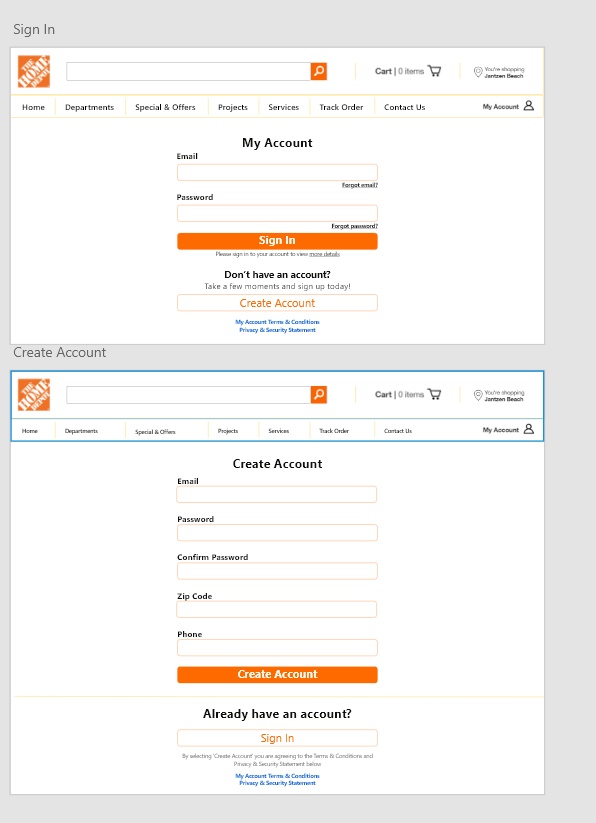 Sign In
THE HOME DEPOT
Cart | 0 items
You're shopping
Jantzen Beach
Home Departments Special & Offers Projects Services Track Order Contact Us My Account
My Account
Email
Forgot email?
Password
Forgot password?
Sign In
Please sign in to your account to view more details
Don't have an account?
Take a few moments and sign up today!
Create Account
My Account Terms & Conditions
Privacy & Security Statement
Create Account
THE HOME DEPOT
Cart | 0 items
You're shopping
Jantzen Beach
Home Departments Special & Offers Projects Services Track Order Contact Us My Account
Create Account
Email
Password
Confirm Password
Zip Code
Phone
Create Account
Already have an account?
Sign In
By selecting 'Create Account' you are agreeing to the Terms & Conditions and
Privacy & Security Statement below
My Account Terms & Conditions
Privacy & Security Statement